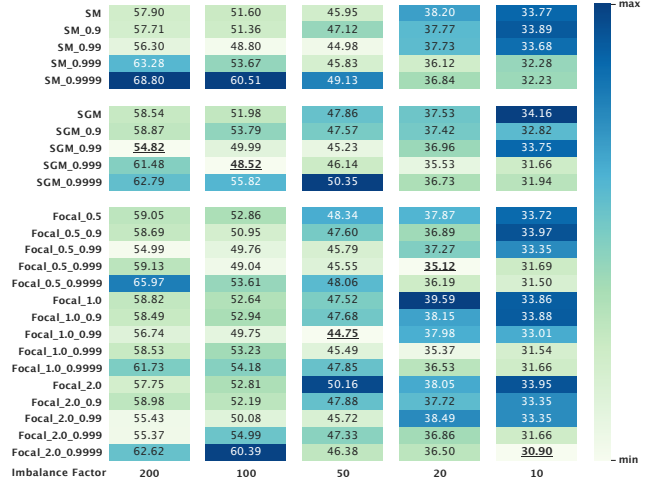 SM 57.90 51.60 45.95 38.20 33.77
SM_0.9 57.71 51.36 47.12 37.77 33.89
SM_0.99 56.30 48.80 44.98 37.73 33.68
SM_0.999 63.28 53.67 45.83 36.12 32.28
SM_0.9999 68.80 60.51 49.13 36.84 32.23
SGM 58.54 51.98 47.86 37.53 34.16
SGM_0.9 58.87 53.79 47.57 37.42 32.82
SGM_0.99 54.82 49.99 45.23 36.96 33.75
SGM_0.999 61.48 48.52 46.14 35.53 31.66
SGM_0.9999 62.79 55.82 50.35 36.73 31.94
Focal_0.5 59.05 52.86 48.34 37.87 33.72
Focal_0.5_0.9 58.69 50.95 47.60 36.89 33.97
Focal_0.5_0.99 54.99 49.76 45.79 37.27 33.35
Focal_0.5_0.999 59.13 49.04 45.55 35.12 31.69
Focal_0.5_0.9999 65.97 53.61 48.06 36.19 31.50
Focal_1.0 58.82 52.64 47.52 39.59 33.86
Focal_1.0_0.9 58.49 52.94 47.68 38.15 33.88
Focal_1.0_0.99 56.74 49.75 44.75 37.98 33.01
Focal_1.0_0.999 58.53 53.23 45.49 35.37 31.54
Focal_1.0_0.9999 61.73 54.18 47.85 36.53 31.66
Focal_2.0 57.75 52.81 50.16 38.05 33.95
Focal_2.0_0.9 58.98 52.19 47.88 37.72 33.35
Focal_2.0_0.99 55.43 50.08 45.72 38.49 33.35
Focal_2.0_0.999 55.37 54.99 47.33 36.86 31.66
Focal_2.0_0.9999 62.62 60.39 46.38 36.50 30.90
Imbalance Factor 200 100 50 20 10
max
min